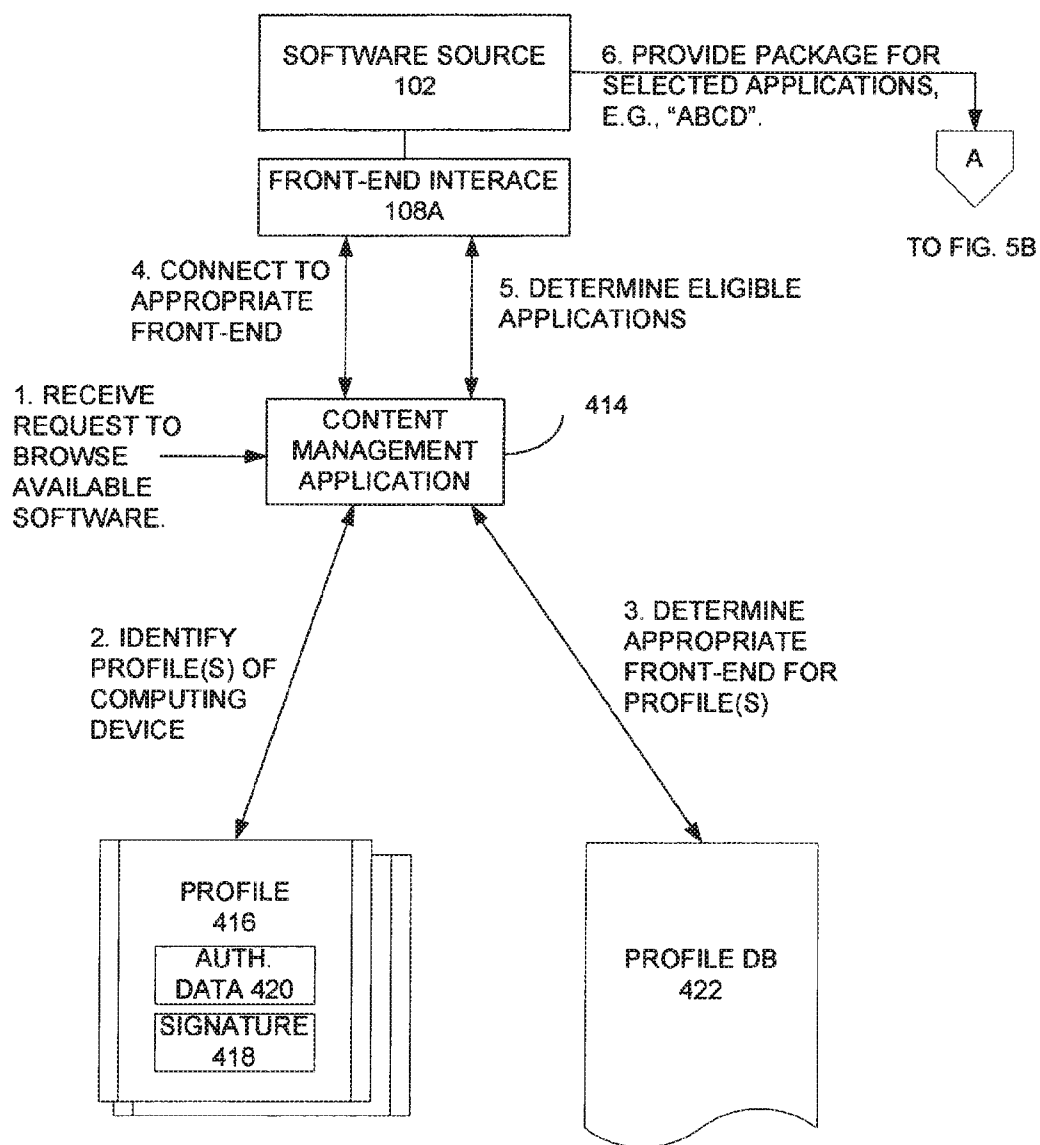 SOFTWARE SOURCE
102
6. PROVIDE PACKAGE FOR
SELECTED APPLICATIONS,
E.G., "ABCD".
A
TO FIG. 5B
FRONT-END INTERACE
108A
4. CONNECT TO
APPROPRIATE
FRONT-END
5. DETERMINE ELIGIBLE
APPLICATIONS
1. RECEIVE
REQUEST TO
BROWSE
AVAILABLE
SOFTWARE.
CONTENT
MANAGEMENT
APPLICATION
414
2. IDENTIFY
PROFILE(S) OF
COMPUTING
DEVICE
3. DETERMINE
APPROPRIATE
FRONT-END FOR
PROFILE(S)
PROFILE
416
AUTH.
DATA 420
SIGNATURE
418
PROFILE DB
422